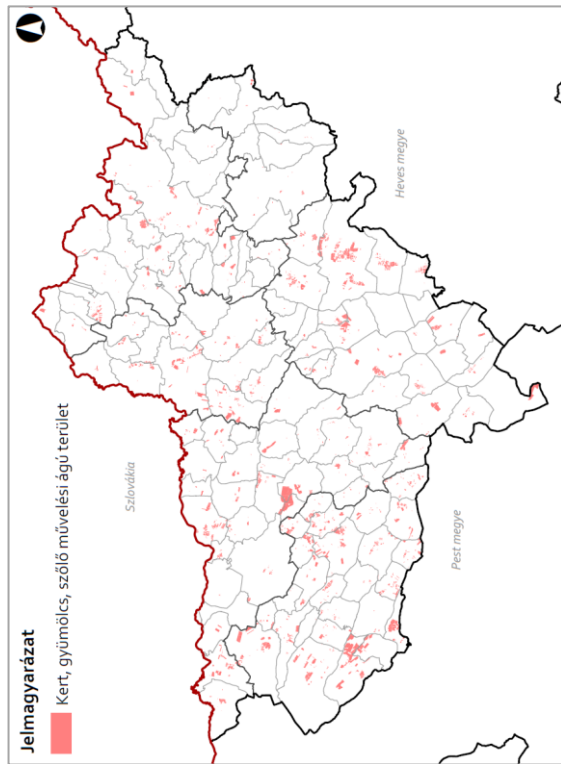 Jelmagyarázat
Kert, gyümölcs, szőlő művelési ágú terület
Szlovákia
Pest megye
Heves megye